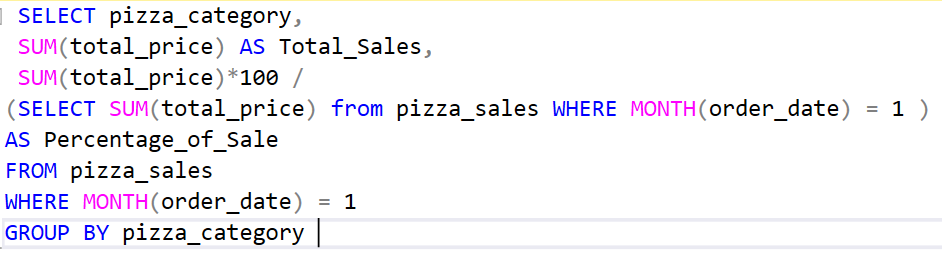 SELECT pizza_category,
SUM(total_price) AS Total_Sales,
SUM(total_price)*100 /
(SELECT SUM(total_price) from pizza_sales WHERE MONTH(order_date) = 1 )
AS Percentage_of_Sale
FROM pizza_sales
WHERE MONTH(order_date) = 1
GROUP BY pizza_category